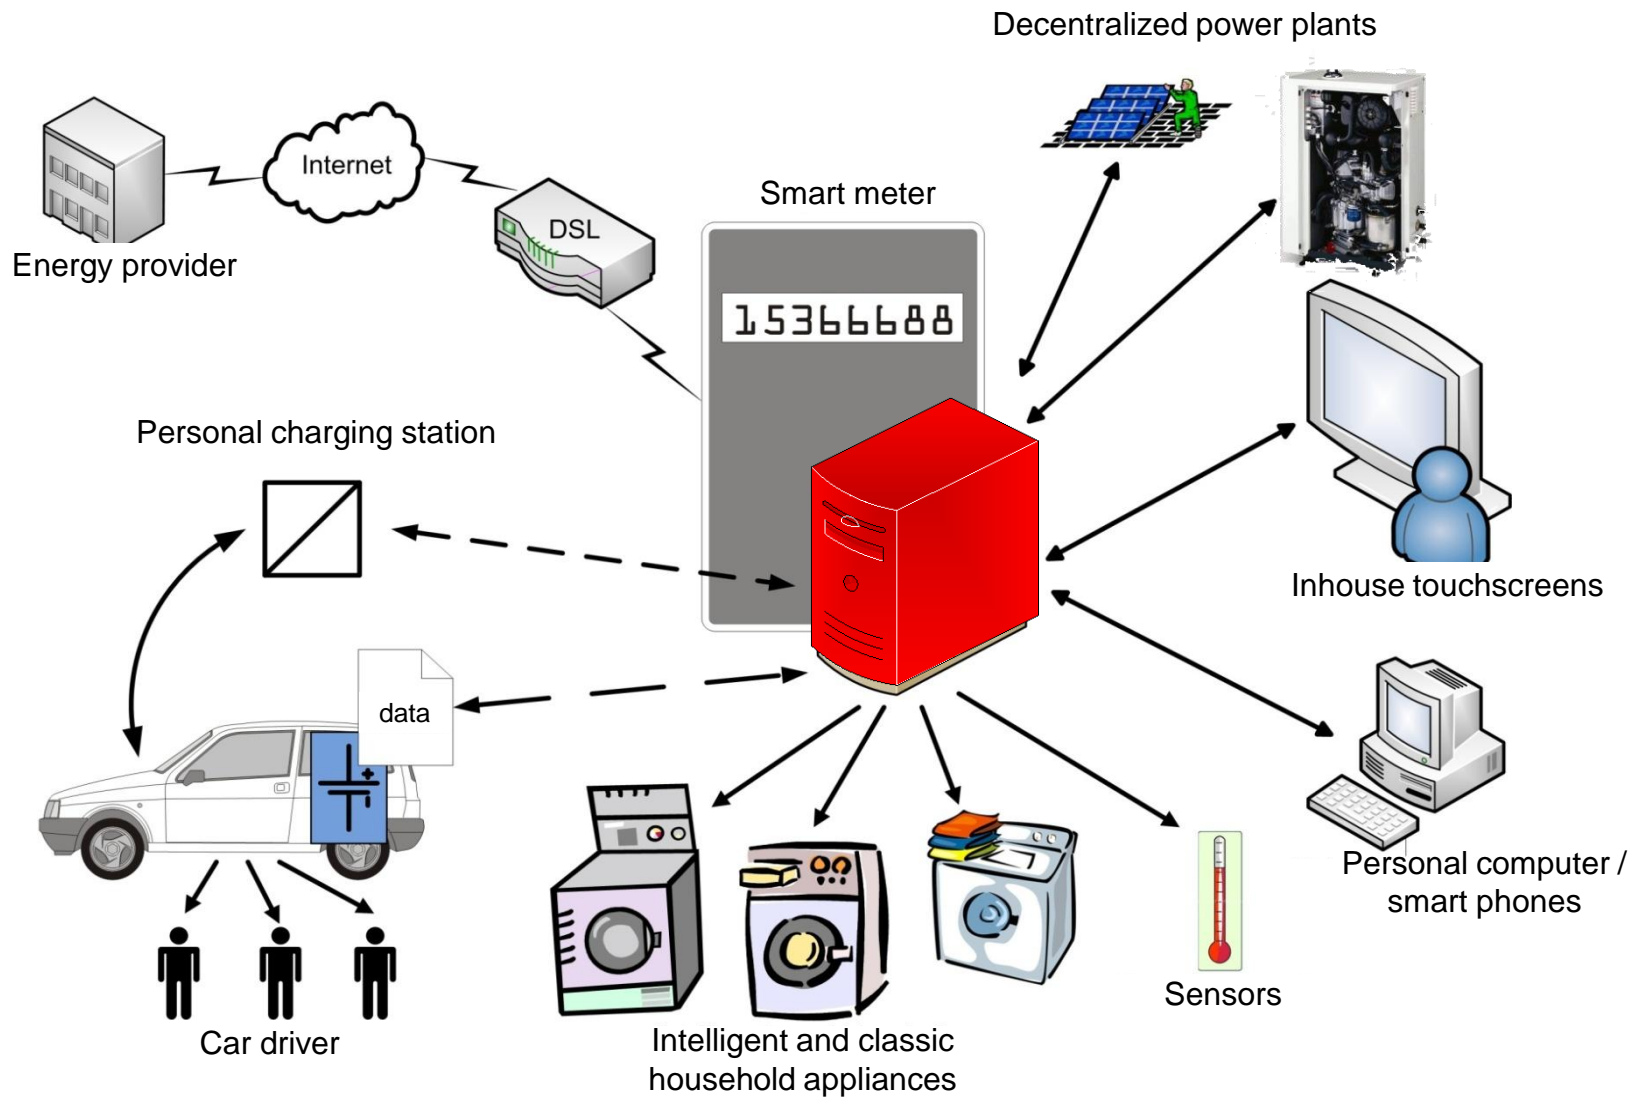 Decentralized power plants
Internet
Smart meter
DSL
Energy provider
15366688
Personal charging station
Inhouse touchscreens
data
Personal computer /
smart phones
Sensors
Car driver
Intelligent and classic
household appliances